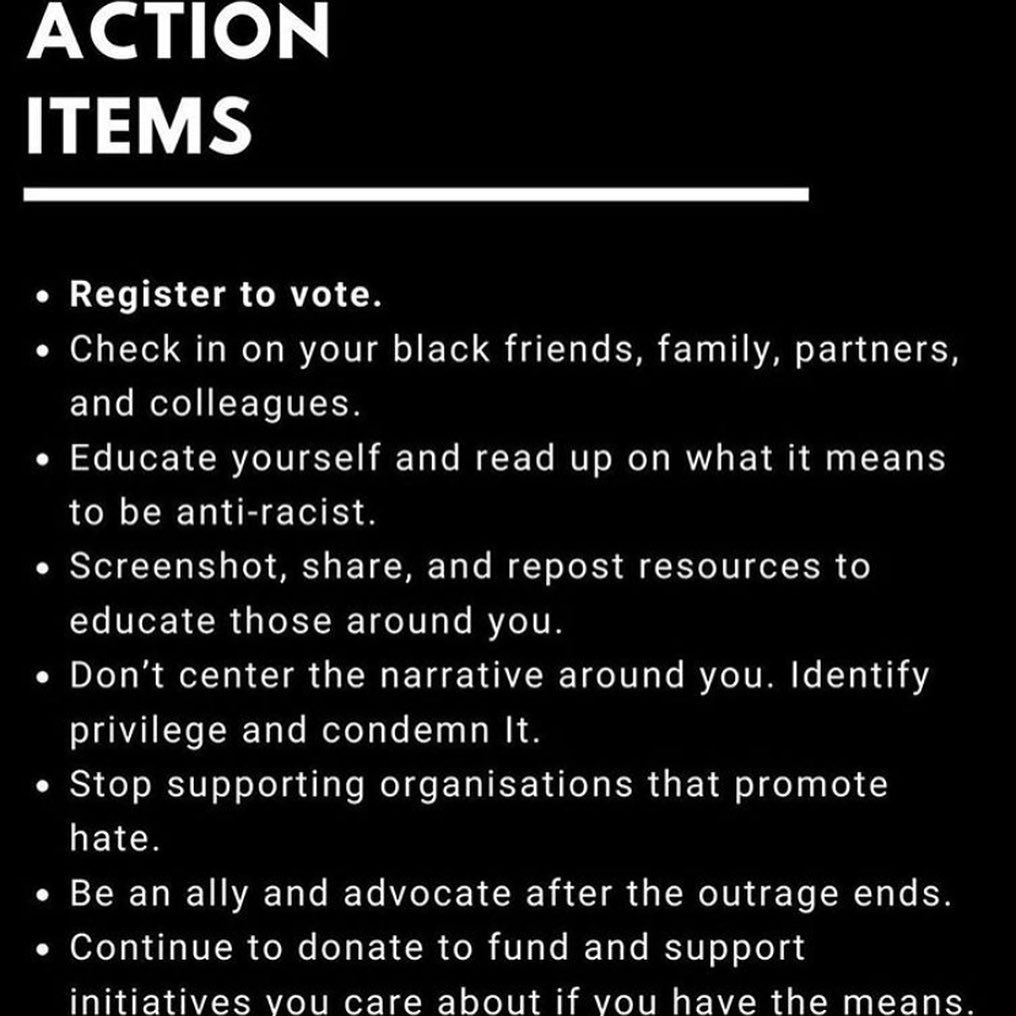 ACTION
ITEMS
• Register to vote.
• Check in on your black friends, family, partners,
and colleagues.
• Educate yourself and read up on what it means
to be anti-racist.
• Screenshot, share, and repost resources to
educate those around you.
• Don’t center the narrative around you. Identify
privilege and condemn It.
• Stop supporting organisations that promote
hate.
• Be an ally and advocate after the outrage ends.
• Continue to donate to fund and support
initiatives you care about if you have the means.